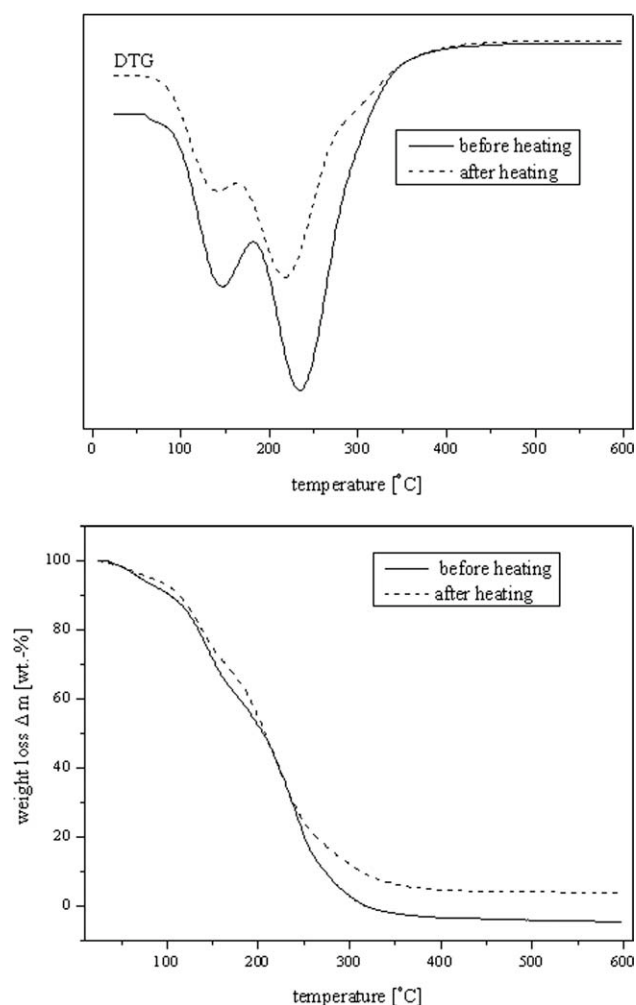 DTG
before heating
after heating
0 100 200 300 400 500 600
temperature [°C]
100
before heating
after heating
80
60
40
20
0
weight loss Δm [wt.-%]
100 200 300 400 500 600
temperature [°C]